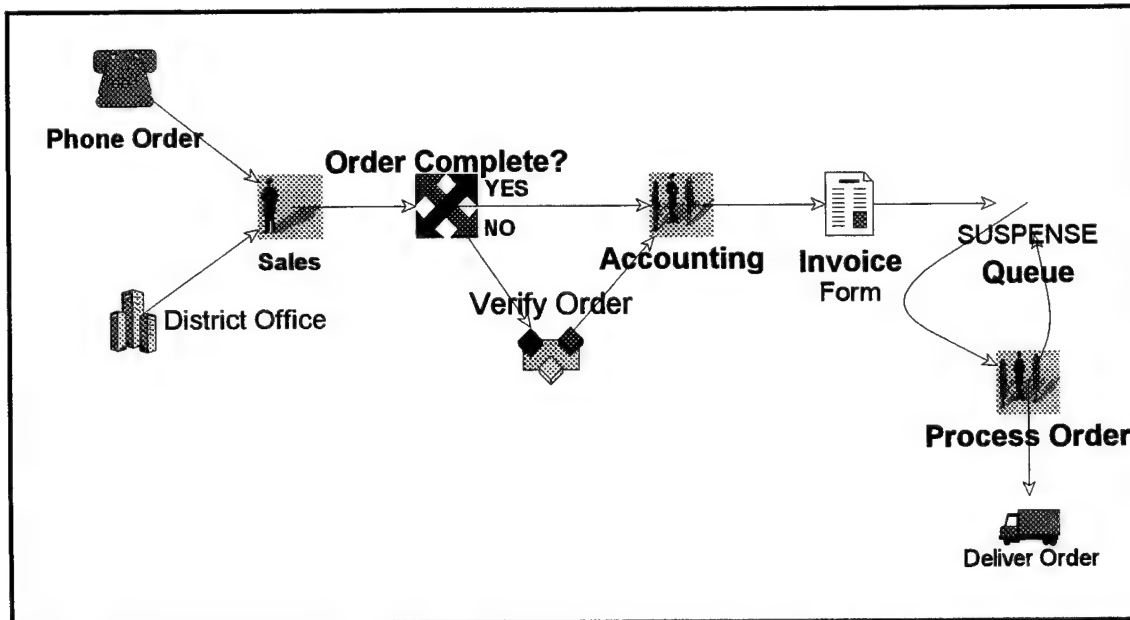 Phone Order
Order Complete?
YES
NO
Sales
District Office
Verify Order
Accounting
Invoice
Form
SUSPENSE
Queue
Process Order
Deliver Order